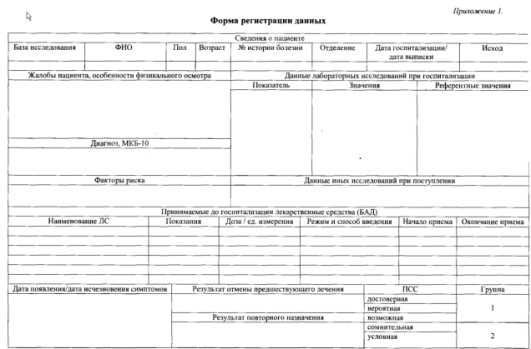 Приложение 1.
Форма регистрации данных
Сведения о пациенте
База исследования ФИО Пол Возраст № истории болезни Отделение Дата госпитализации/ дата выписки Исход
Жалобы пациента, особенности физикального осмотра Данные лабораторных исследований при госпитализации
Показатель Значения Референтные значения
Диагноз, МКБ-10
Факторы риска Данные иных исследований при поступлении
Принимаемые до госпитализации лекарственные средства (БАД)
Наименование ЛС Показания Доза / ед. измерения Режим и способ введения Начало приема Окончание приема
Дата появления/дата исчезновения симптомов Результат отмены предшествующего лечения ПСС Группа
достоверная
вероятная 1
Результат повторного назначения возможная
сомнительная
условная 2